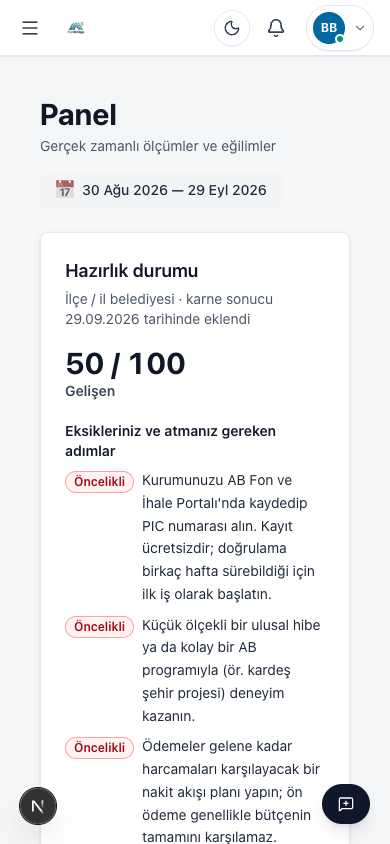 BB
Panel
Gerçek zamanlı ölçümler ve eğilimler
17 30 Ağu 2026 — 29 Eyl 2026
Hazırlık durumu
İlçe / il belediyesi · karne sonucu
29.09.2026 tarihinde eklendi
50 / 100
Gelişen
Eksikleriniz ve atmanız gereken
adımlar
Öncelikli Kurumunuzu AB Fon ve
İhale Portalı'nda kaydedip
PIC numarası alın. Kayıt
ücretsizdir; doğrulama
birkaç hafta sürebildiği için
ilk iş olarak başlatın.
Öncelikli Küçük ölçekli bir ulusal hibe
ya da kolay bir AB
programıyla (ör. kardeş
şehir projesi) deneyim
kazanın.
Öncelikli Ödemeler gelene kadar
harcamaları karşılayacak bir
nakit akışı planı yapın; ön
ödeme genellikle bütçenin
tamamını karşılamaz.
N